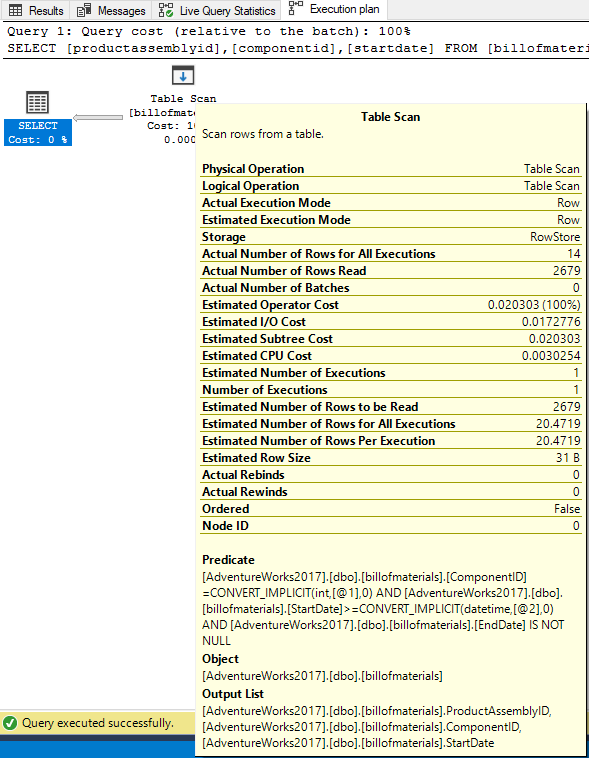 Results Messages Live Query Statistics Execution plan
Query 1: Query cost (relative to the batch): 100%
SELECT [productassemblyid],[componentid],[startdate] FROM [billofmateri
Table Scan
[billofmate
Cost: 1
0.000
SELECT
Cost: 0 %
Table Scan
Scan rows from a table.
Physical Operation Table Scan
Logical Operation Table Scan
Actual Execution Mode Row
Estimated Execution Mode Row
Storage RowStore
Actual Number of Rows for All Executions 14
Actual Number of Rows Read 2679
Actual Number of Batches 0
Estimated Operator Cost 0.020303 (100%)
Estimated I/O Cost 0.0172776
Estimated Subtree Cost 0.020303
Estimated CPU Cost 0.0030254
Estimated Number of Executions 1
Number of Executions 1
Estimated Number of Rows to be Read 2679
Estimated Number of Rows for All Executions 20.4719
Estimated Number of Rows Per Execution 20.4719
Estimated Row Size 31 B
Actual Rebinds 0
Actual Rewinds 0
Ordered False
Node ID 0
Predicate
[AdventureWorks2017].[dbo].[billofmaterials].[ComponentID]
=CONVERT_IMPLICIT(int,[@1],0) AND [AdventureWorks2017].[dbo].
[billofmaterials].[StartDate]>=CONVERT_IMPLICIT(datetime,[@2],0)
AND [AdventureWorks2017].[dbo].[billofmaterials].[EndDate] IS NOT
NULL
Object
[AdventureWorks2017].[dbo].[billofmaterials]
Output List
[AdventureWorks2017].[dbo].[billofmaterials].ProductAssemblyID,
[AdventureWorks2017].[dbo].[billofmaterials].ComponentID,
[AdventureWorks2017].[dbo].[billofmaterials].StartDate
Query executed successfully.